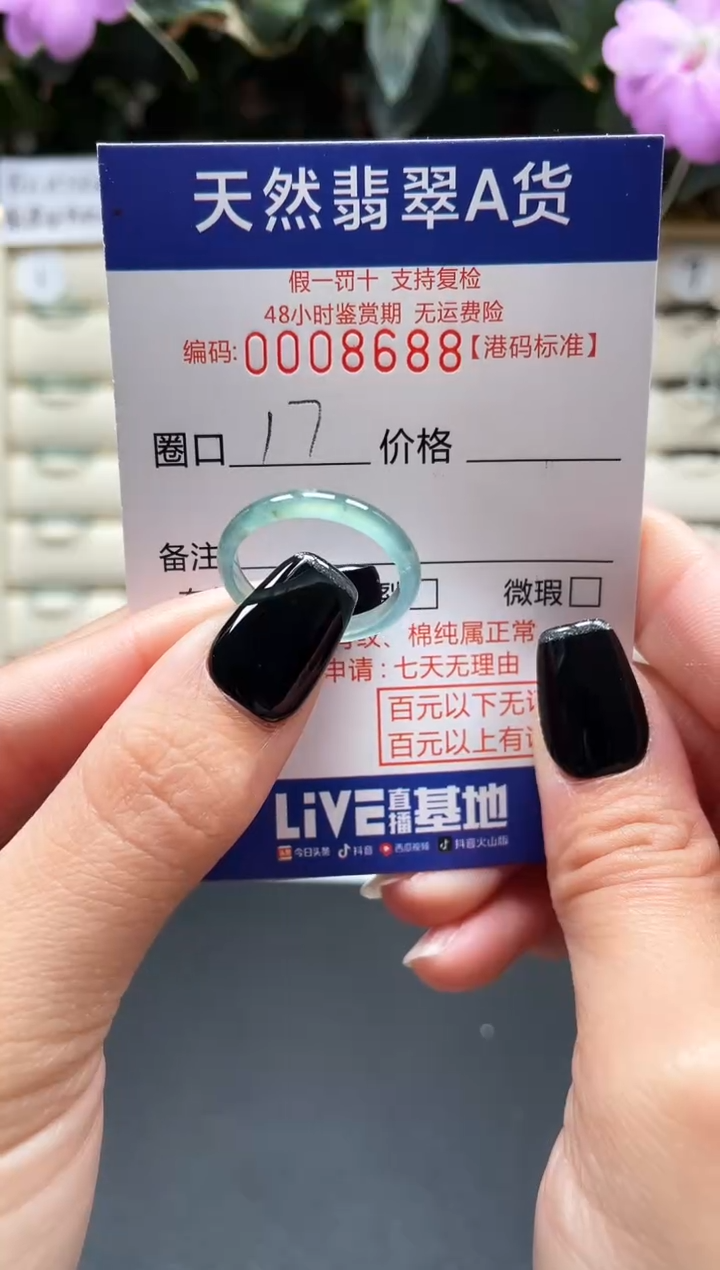 天然翡翠A货
假一罚十 支持复检
48小时鉴赏期 无运费险
编码:0008688【港码标准】
圈口 17 价格
备注
微瑕
纹、棉纯属正常
申请：七天无理由
百元以下无
百元以上有
LiVE直播基地
今日头条 抖音 西瓜视频 抖音火山版